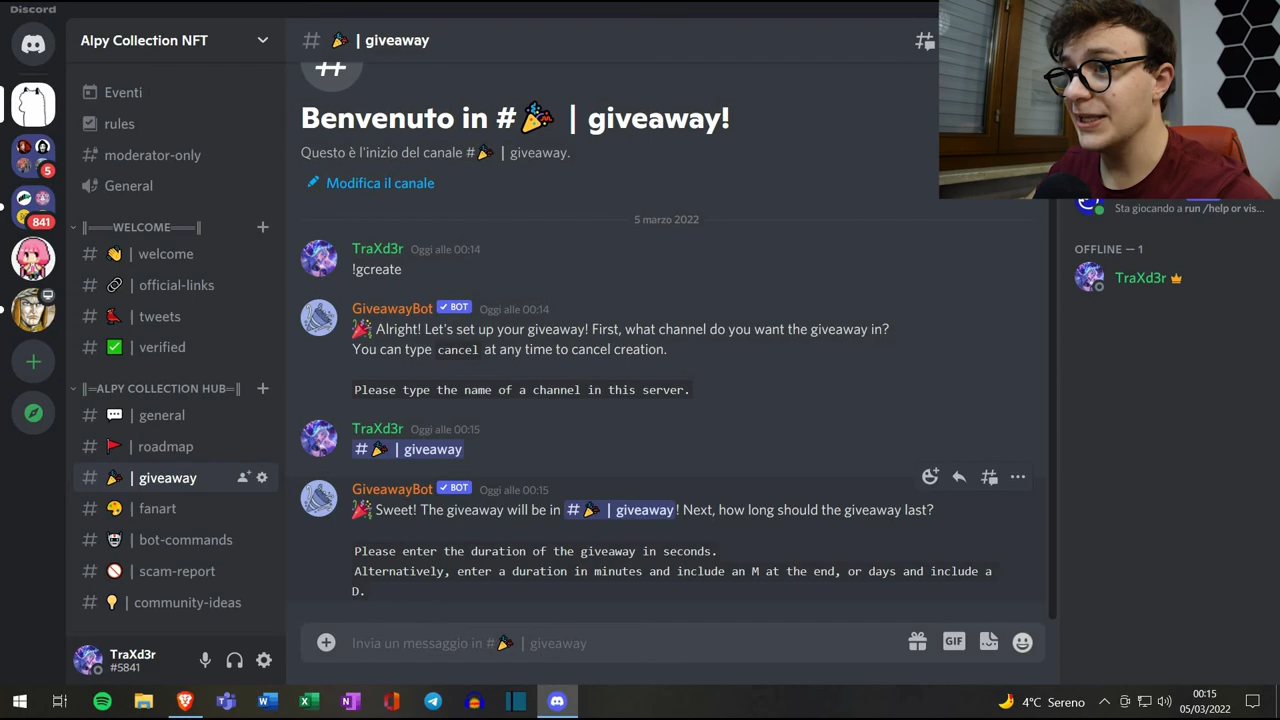 Discord
Alpy Collection NFT
Eventi
rules
moderator-only
General
║═══WELCOME═══║
# 👋 | welcome
# 🔗 | official-links
# 🐦 | tweets
# ✅ | verified
║═ALPY COLLECTION HUB═║
# 💬 | general
# 🚩 | roadmap
# 🎉 | giveaway
# | fanart
# | bot-commands
# 🚫 | scam-report
# 💡 | community-ideas
5
841
TraXd3r
#5841
# 🎉 | giveaway
Benvenuto in #🎉 | giveaway!
Questo è l'inizio del canale #🎉 | giveaway.
Modifica il canale
5 marzo 2022
TraXd3r Oggi alle 00:14
!gcreate
GiveawayBot ✓ BOT Oggi alle 00:14
🎉 Alright! Let's set up your giveaway! First, what channel do you want the giveaway in?
You can type cancel at any time to cancel creation.
Please type the name of a channel in this server.
TraXd3r Oggi alle 00:15
# 🎉 | giveaway
GiveawayBot ✓ BOT Oggi alle 00:15
🎉 Sweet! The giveaway will be in # 🎉 | giveaway! Next, how long should the giveaway last?
Please enter the duration of the giveaway in seconds.
Alternatively, enter a duration in minutes and include an M at the end, or days and include a
D.
Invia un messaggio in #🎉 | giveaway
GIF
Sta giocando a run /help or vis...
OFFLINE — 1
TraXd3r
4°C Sereno
00:15
05/03/2022